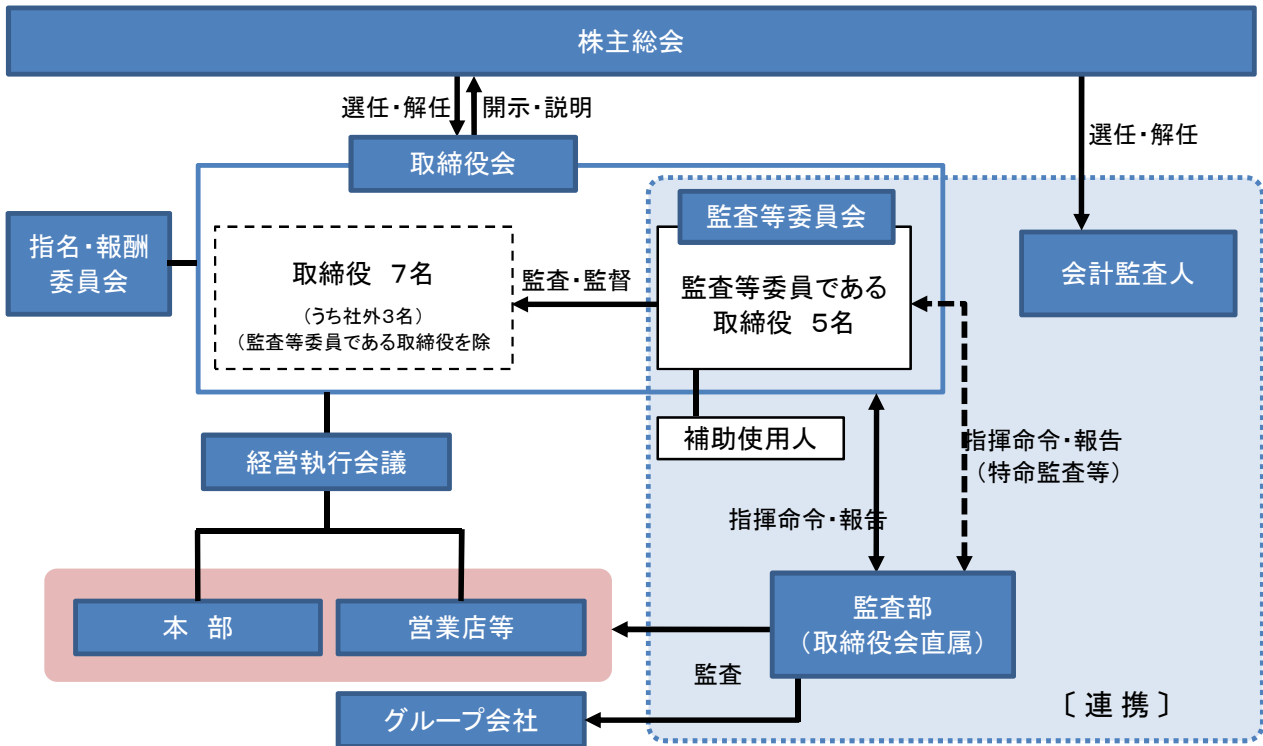 株主総会
選任・解任
開示・説明
選任・解任
取締役会
監査等委員会
指名・報酬
委員会
取締役　７名
（うち社外３名）
（監査等委員である取締役を除
監査・監督
監査等委員である
取締役　５名
会計監査人
補助使用人
経営執行会議
指揮命令・報告
（特命監査等）
指揮命令・報告
本　部
営業店等
監査部
（取締役会直属）
監査
グループ会社
〔連携〕